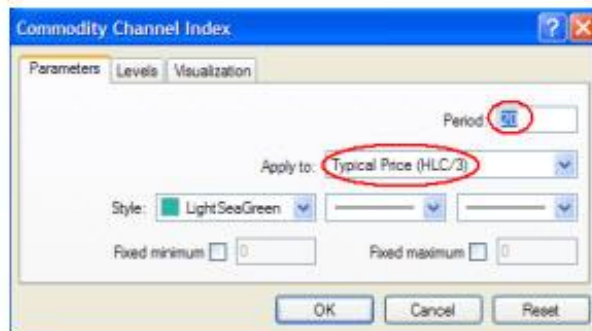 Commodity Channel Index
Parameters Levels Visualization
Period: 20
Apply to: Typical Price (HLC/3)
Style: LightSeaGreen
Fixed minimum 0 Fixed maximum 0
OK Cancel Reset